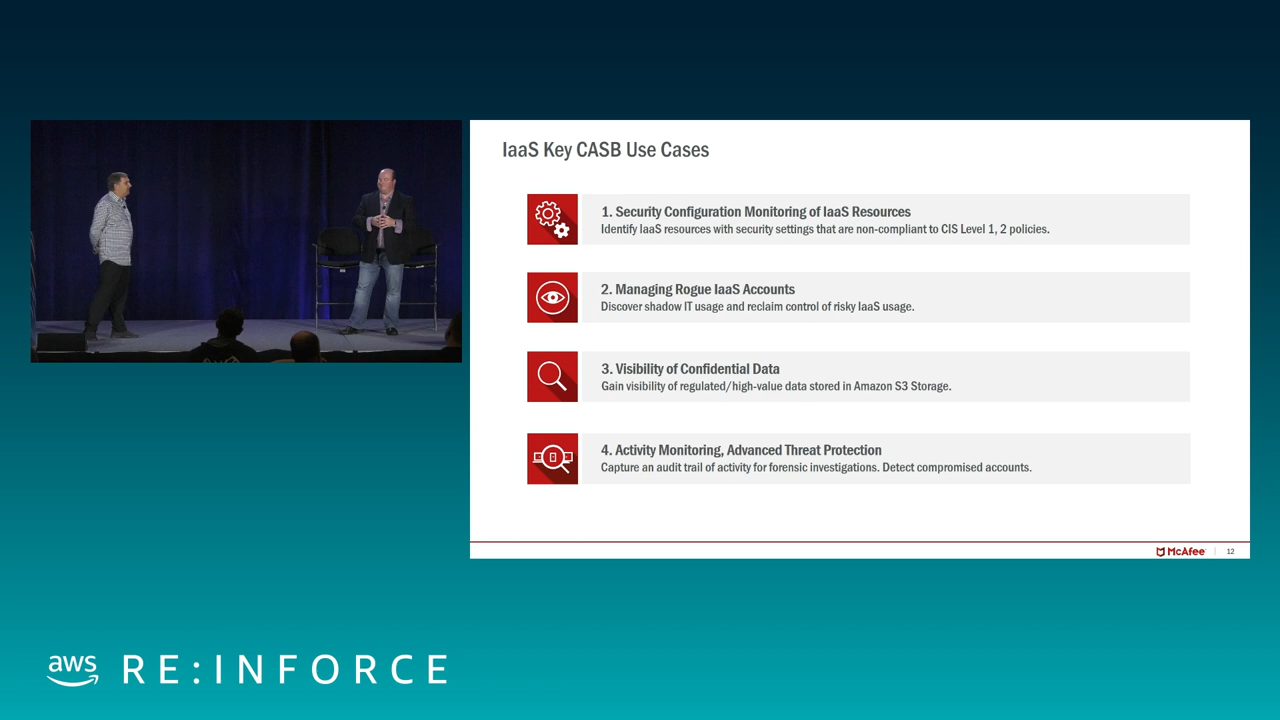 IaaS Key CASB Use Cases
1. Security Configuration Monitoring of IaaS Resources
Identify IaaS resources with security settings that are non-compliant to CIS Level 1, 2 policies.
2. Managing Rogue IaaS Accounts
Discover shadow IT usage and reclaim control of risky IaaS usage.
3. Visibility of Confidential Data
Gain visibility of regulated/high-value data stored in Amazon S3 Storage.
4. Activity Monitoring, Advanced Threat Protection
Capture an audit trail of activity for forensic investigations. Detect compromised accounts.
McAfee | 12
aws RE:INFORCE